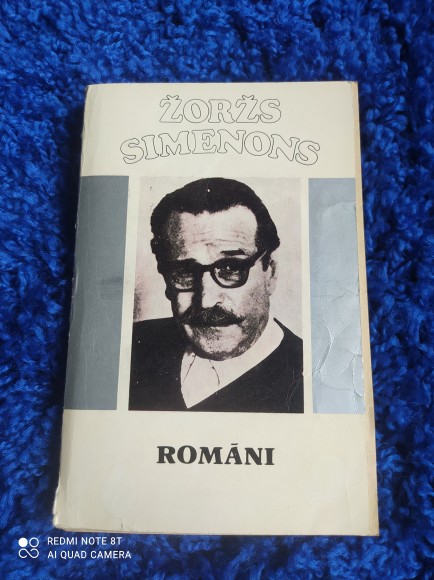 ŽORŽS
SIMENONS
ROMĀNI
REDMI NOTE 8T
AI QUAD CAMERA